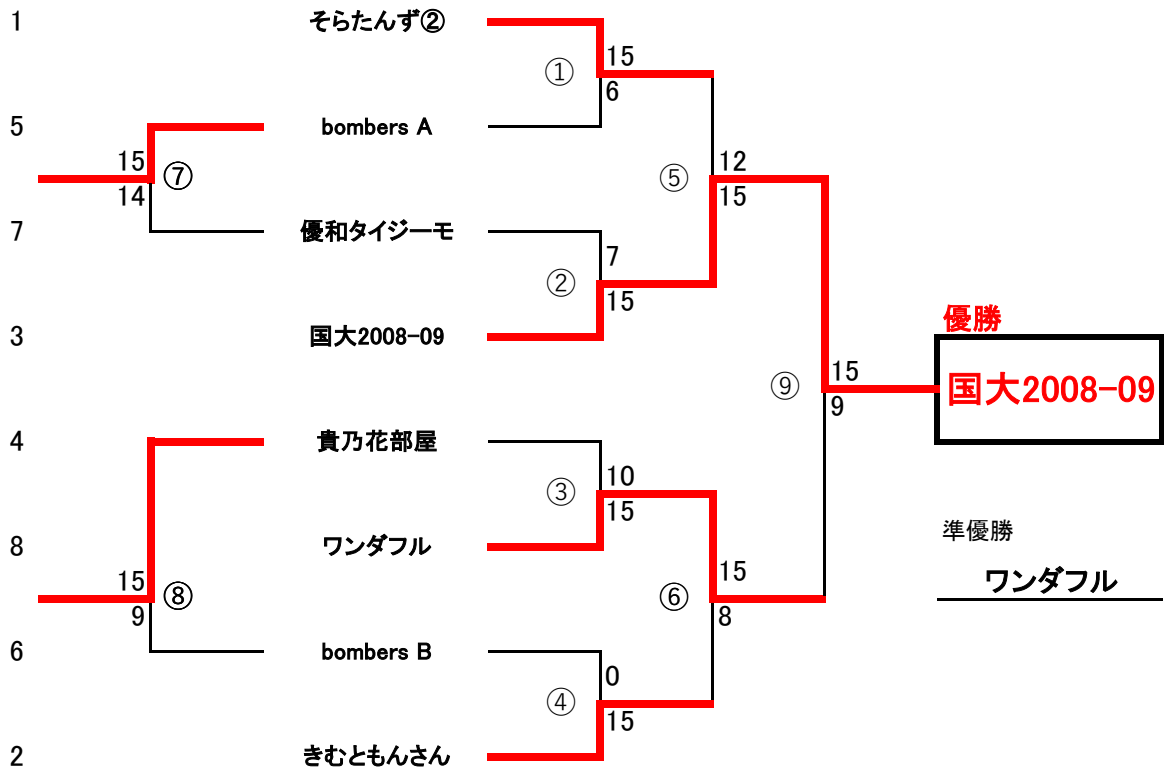 1 そらたんず②
15
①
6
5 bombers A
15 ⑦
14
12
⑤
15
7 優和タイジーモ
7
②
15
3 国大2008-09
優勝
国大2008-09
15
⑨
9
4 貴乃花部屋
10
③
15
8 ワンダフル
準優勝
ワンダフル
15 ⑧
9
15
⑥
8
6 bombers B
0
④
15
2 きむともんさん